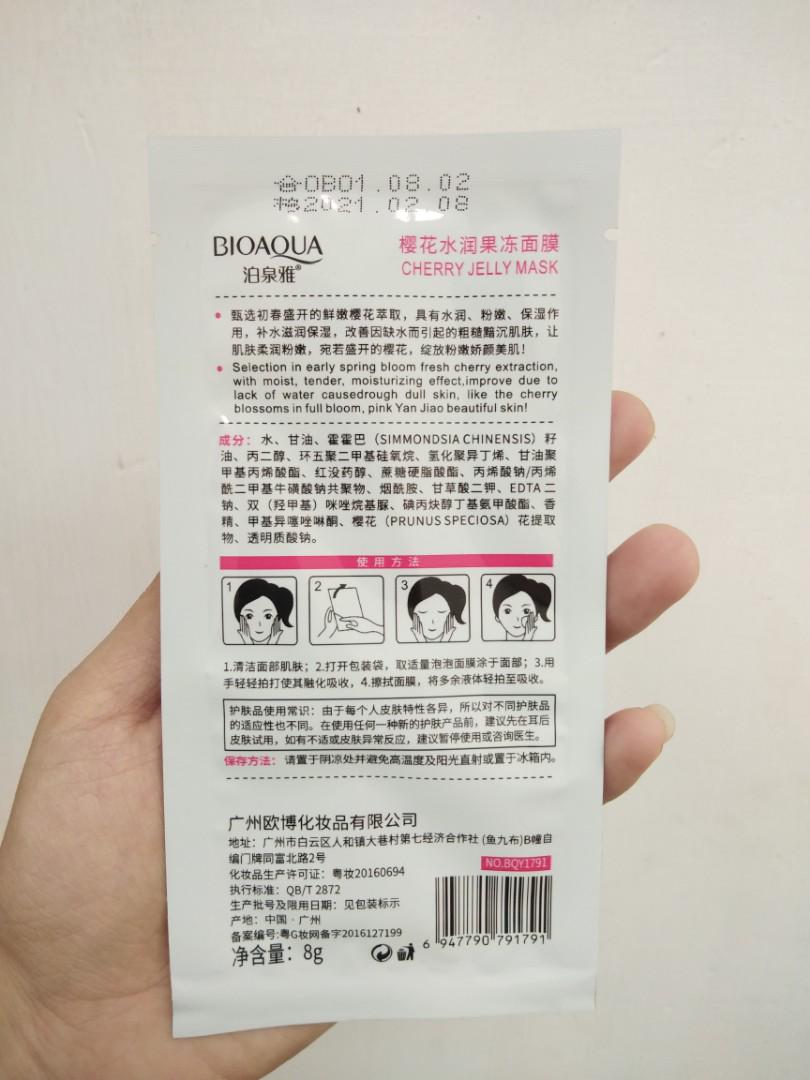 合OB01.08.02
格2021.02.08
BIOAQUA
泊泉雅®
樱花水润果冻面膜
CHERRY JELLY MASK
● 甄选初春盛开的鲜嫩樱花萃取，具有水润、粉嫩、保湿作
用，补水滋润保湿，改善因缺水而引起的粗糙黯沉肌肤，让
肌肤柔润粉嫩，宛若盛开的樱花，绽放粉嫩娇颜美肌！
● Selection in early spring bloom fresh cherry extraction,
with moist, tender, moisturizing effect,improve due to
lack of water causedrough dull skin, like the cherry
blossoms in full bloom, pink Yan Jiao beautiful skin!
成分：水、甘油、霍霍巴（SIMMONDSIA CHINENSIS）籽
油、丙二醇、环五聚二甲基硅氧烷、氢化聚异丁烯、甘油聚
甲基丙烯酸酯、红没药醇、蔗糖硬脂酸酯、丙烯酸钠/丙烯
酰二甲基牛磺酸钠共聚物、烟酰胺、甘草酸二钾、EDTA 二
钠、双（羟甲基）咪唑烷基脲、碘丙炔醇丁基氨甲酸酯、香
精、甲基异噻唑啉酮、樱花（PRUNUS SPECIOSA）花提取
物、透明质酸钠。
使用方法
1 2 3 4
1.清洁面部肌肤；2.打开包装袋，取适量泡泡面膜涂于面部；3.用
手轻轻拍打使其融化吸收，4.擦拭面膜，将多余液体轻拍至吸收。
护肤品使用常识：由于每个人皮肤特性各异，所以对不同护肤品
的适应性也不同。在使用任何一种新的护肤产品前，建议先在耳后
皮肤试用，如有不适或皮肤异常反应，建议暂停使用或咨询医生。
保存方法：请置于阴凉处并避免高温度及阳光直射或置于冰箱内。
广州欧博化妆品有限公司
地址：广州市白云区人和镇大巷村第七经济合作社(鱼九布)B幢自
编门牌同富北路2号
化妆品生产许可证：粤妆20160694
执行标准：QB/T 2872
生产批号及限用日期：见包装标示
产地：中国·广州
备案编号:粤G妆网备字2016127199
净含量：8g
NO.BQY1791
6 947790 791791